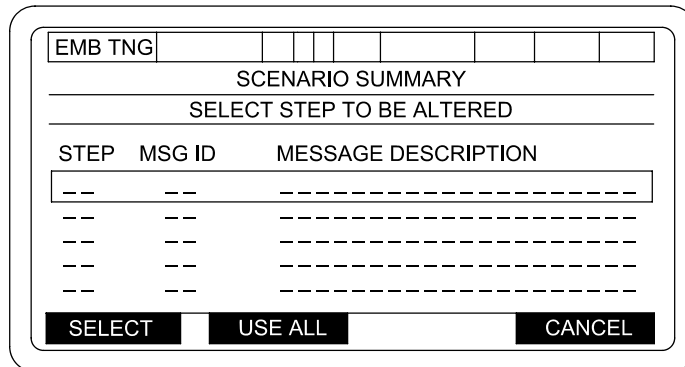 EMB TNG
SCENARIO SUMMARY
SELECT STEP TO BE ALTERED
STEP MSG ID MESSAGE DESCRIPTION
_ _ _ _ _ _ _ _ _ _ _ _ _ _ _ _ _ _ _ _ _ _ _ _
_ _ _ _ _ _ _ _ _ _ _ _ _ _ _ _ _ _ _ _ _ _ _ _
_ _ _ _ _ _ _ _ _ _ _ _ _ _ _ _ _ _ _ _ _ _ _ _
_ _ _ _ _ _ _ _ _ _ _ _ _ _ _ _ _ _ _ _ _ _ _ _
_ _ _ _ _ _ _ _ _ _ _ _ _ _ _ _ _ _ _ _ _ _ _ _
SELECT USE ALL CANCEL